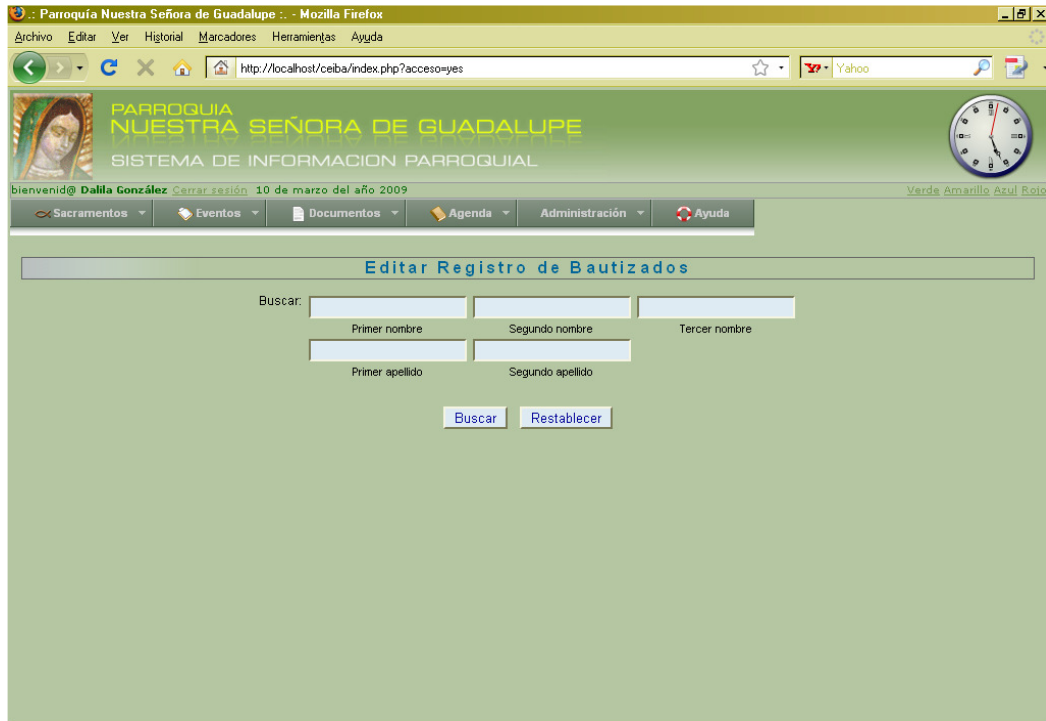 .: Parroquía Nuestra Señora de Guadalupe :. - Mozilla Firefox
Archivo Editar Ver Historial Marcadores Herramientas Ayuda
http://localhost/ceiba/index.php?acceso=yes Yahoo
PARROQUIA
NUESTRA SEÑORA DE GUADALUPE
SISTEMA DE INFORMACION PARROQUIAL
bienvenid@ Dalila González Cerrar sesión 10 de marzo del año 2009 Verde Amarillo Azul Rojo
Sacramentos Eventos Documentos Agenda Administración Ayuda
Editar Registro de Bautizados
Buscar:
Primer nombre Segundo nombre Tercer nombre
Primer apellido Segundo apellido
Buscar Restablecer